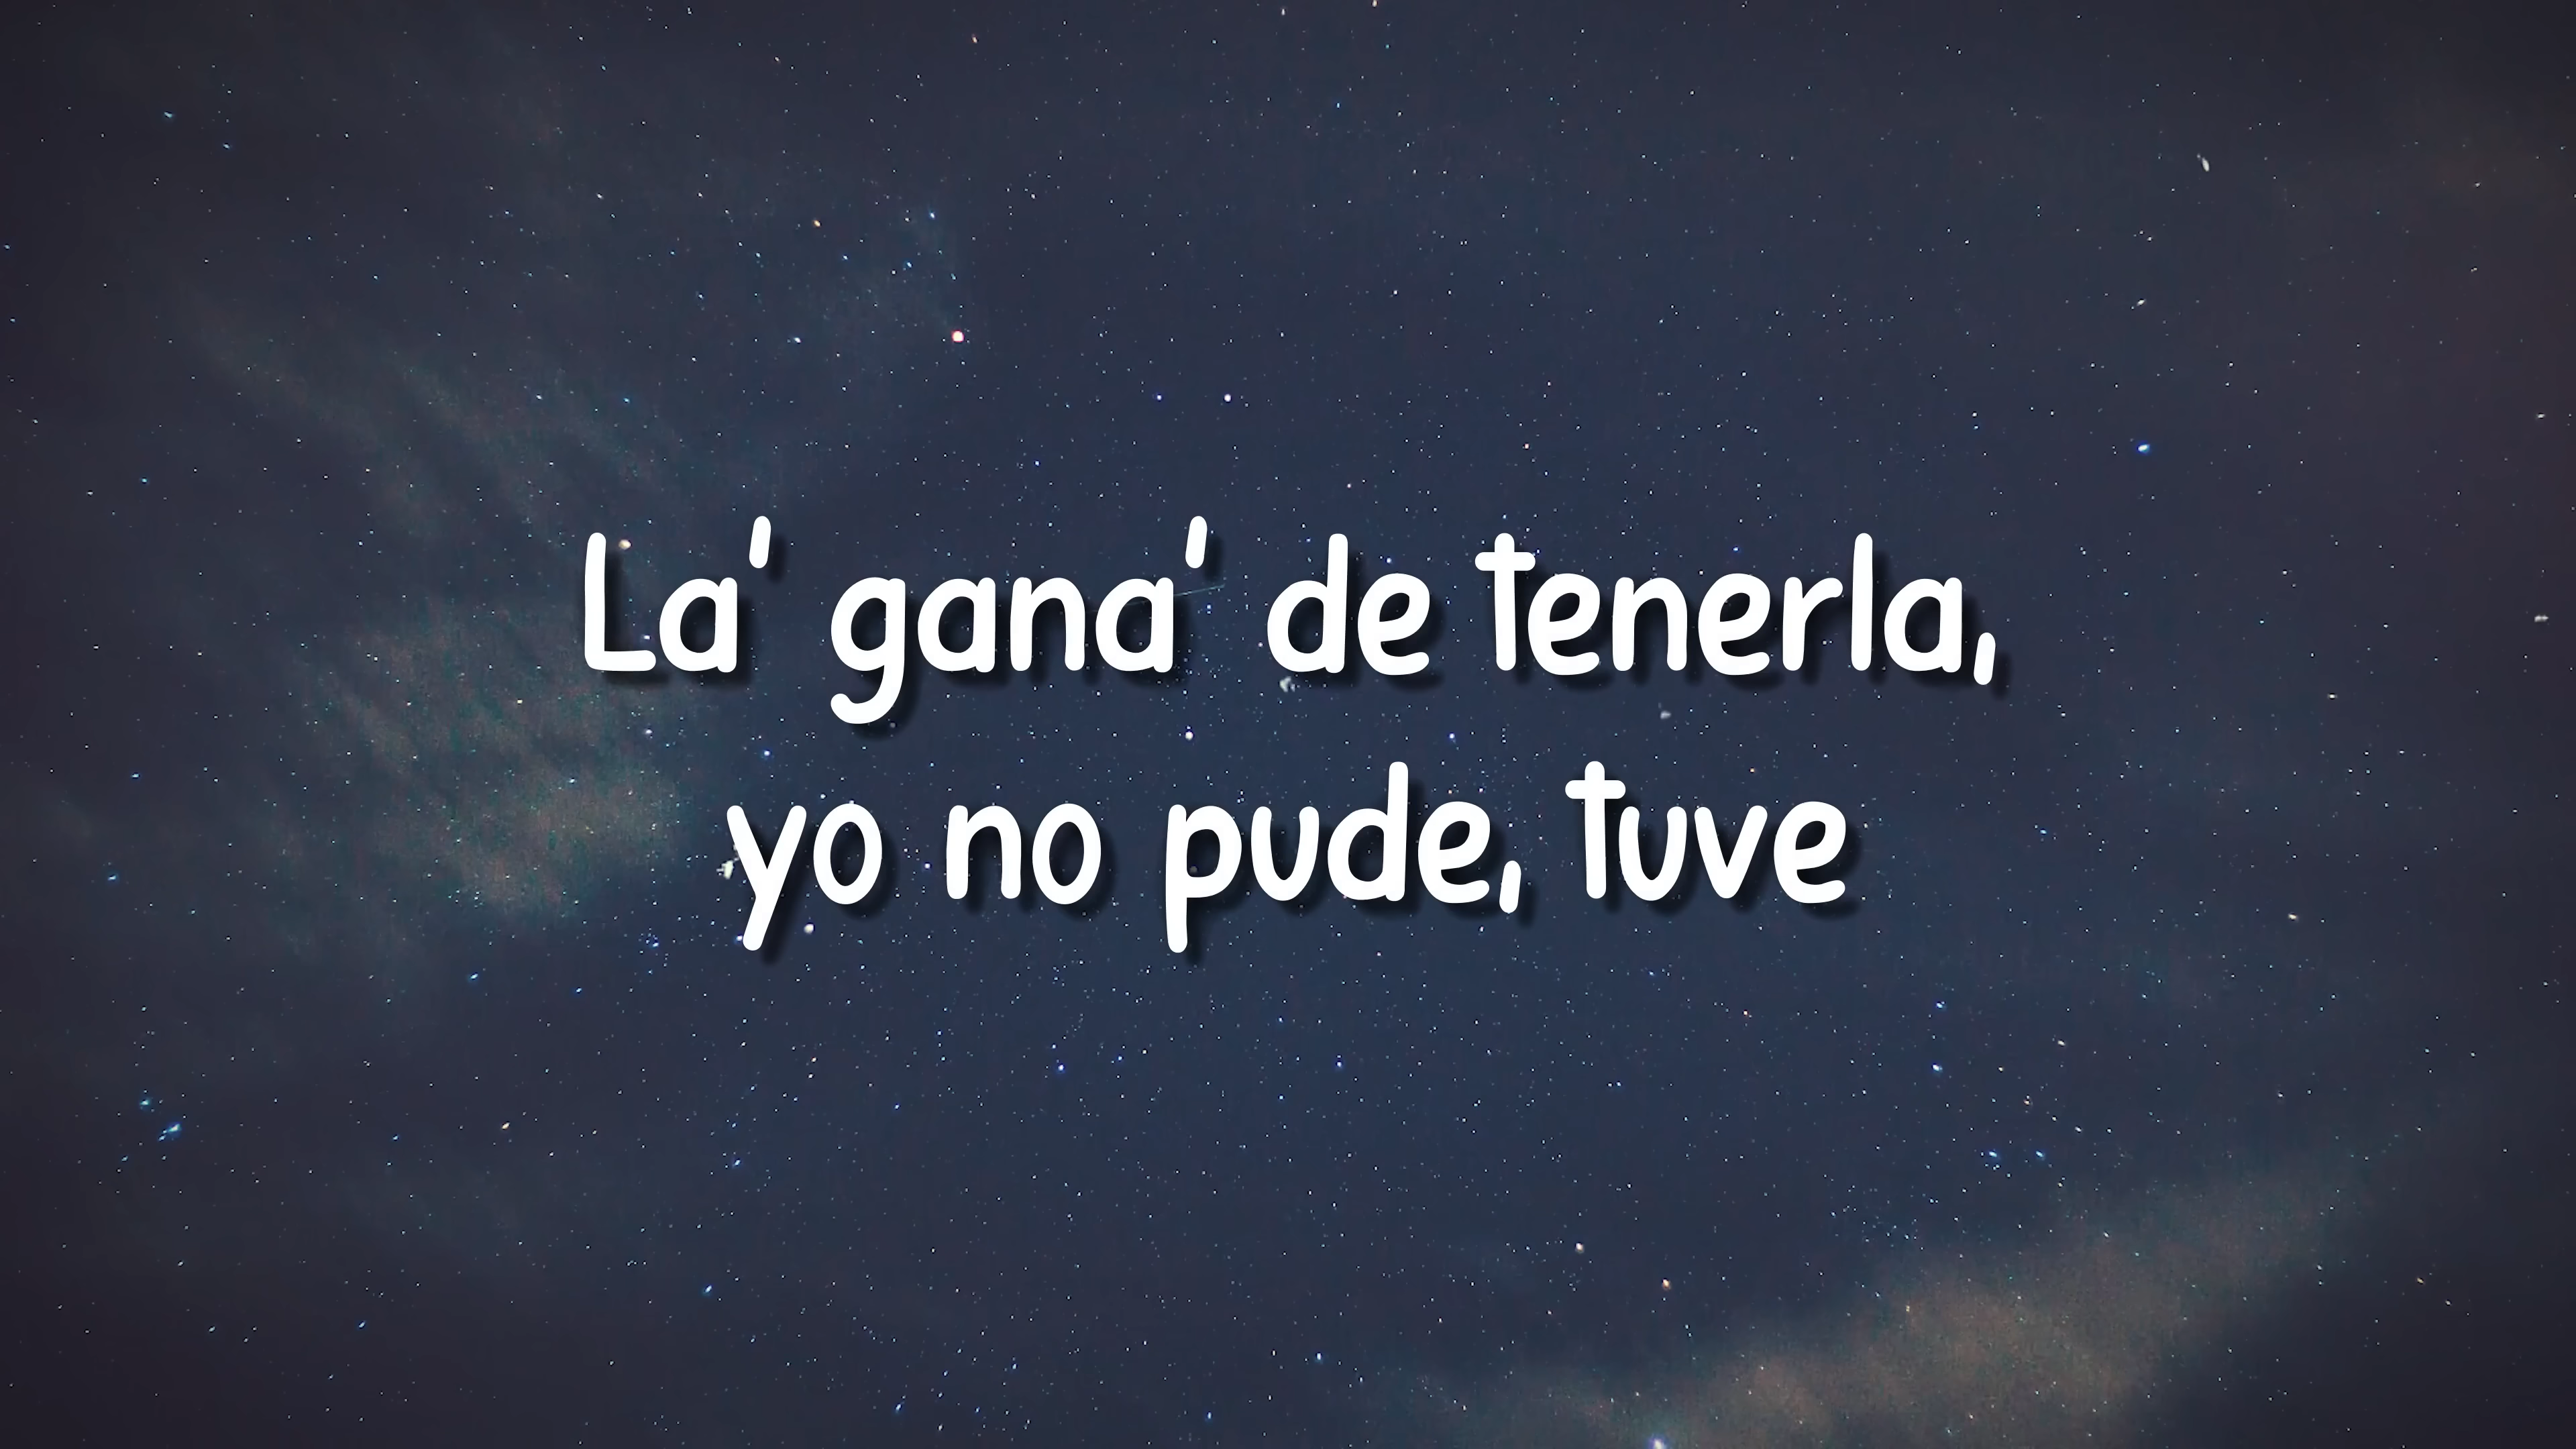 La' gana' de tenerla,
yo no pude, tuve